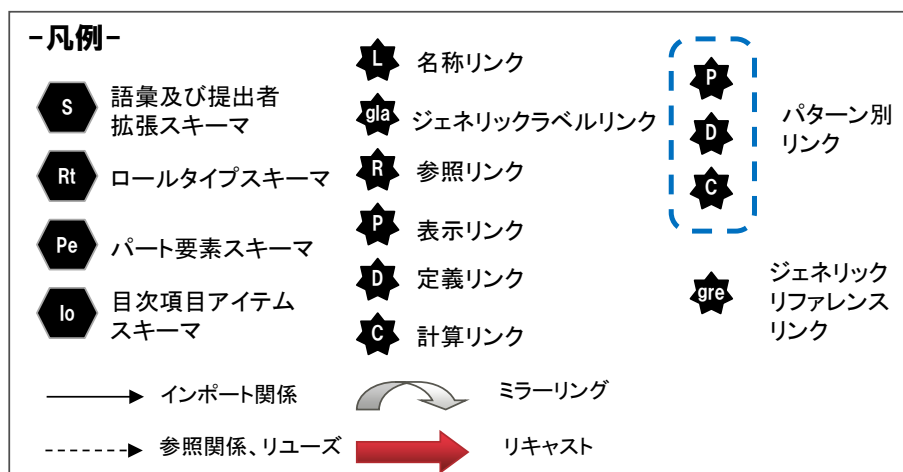 -凡例-
S
語彙及び提出者
拡張スキーマ
Rt
ロールタイプスキーマ
Pe
パート要素スキーマ
Io
目次項目アイテム
スキーマ
L
名称リンク
gla
ジェネリックラベルリンク
R
参照リンク
P
表示リンク
D
定義リンク
C
計算リンク
P
D
C
パターン別
リンク
gre
ジェネリック
リファレンス
リンク
インポート関係
ミラーリング
参照関係、リユーズ
リキャスト